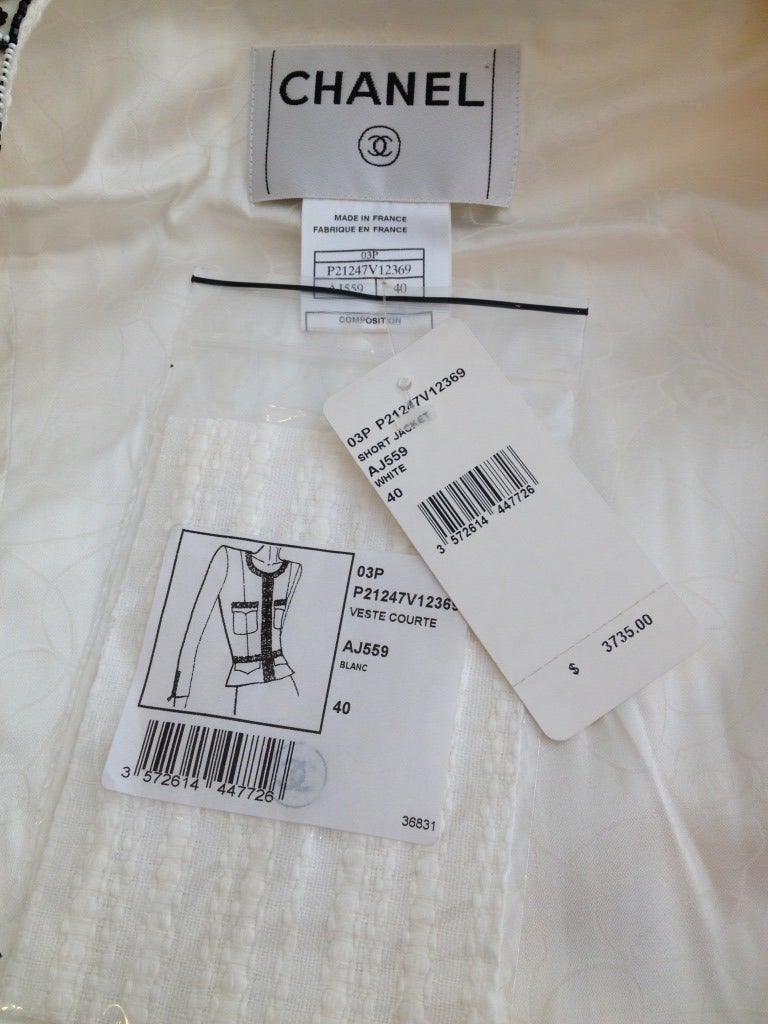 CHANEL
MADE IN FRANCE
FABRIQUE EN FRANCE
03P
P21247V12369
AJ559 40
COMPOSITION
03P P21247V12369
SHORT JACKET
AJ559
WHITE
40
3 572614 447726
$ 3735.00
03P
P21247V12369
VESTE COURTE
AJ559
BLANC
40
3 572614 447726
36831